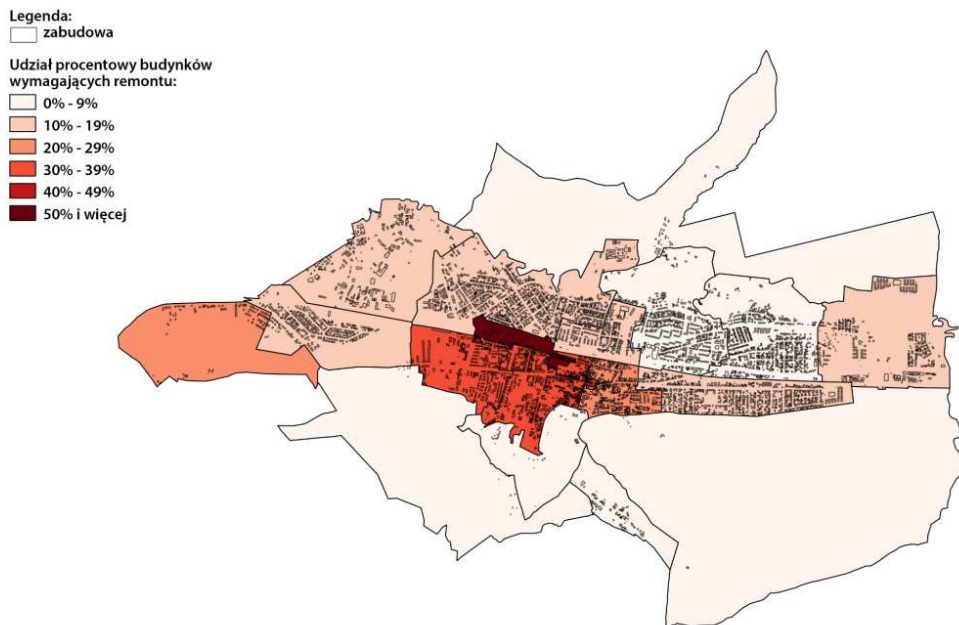 Legenda:
zabudowa
Udział procentowy budynków
wymagających remontu:
0% - 9%
10% - 19%
20% - 29%
30% - 39%
40% - 49%
50% i więcej